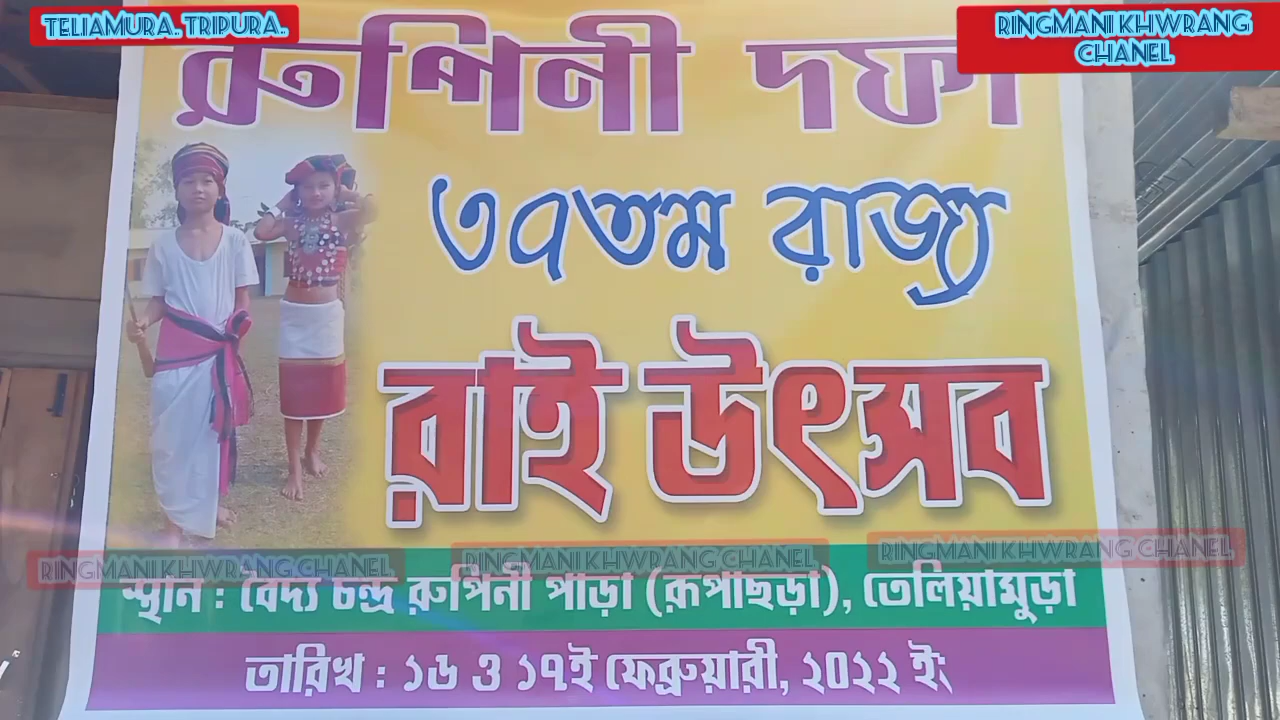 TELIAMURA. TRIPURA.
RINGMANI KHWRANG
CHANEL.
রুপিনী দফা
৩৭তম রাজ্য
রাই উৎসব
RINGMANI KHWRANG CHANEL RINGMANI KHWRANG CHANEL RINGMANI KHWRANG CHANEL
স্থান : বৈদ্য চন্দ্র রুপিনী পাড়া (রূপাছড়া), তেলিয়ামুড়া
তারিখ : ১৬ ও ১৭ই ফেব্রুয়ারী, ২০২২ ইং